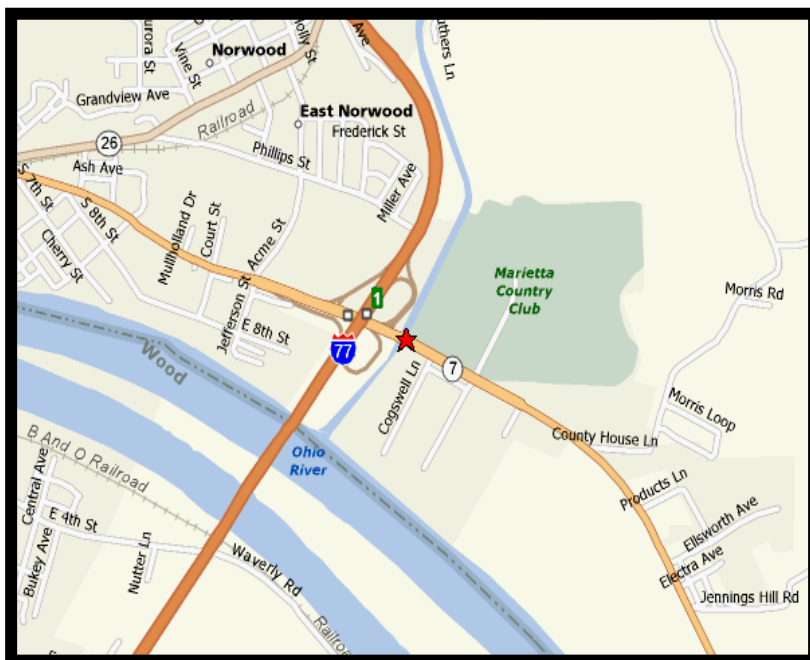 Norwood
East Norwood
Frederick St
Vine St
Grandview Ave
Railroad
Ave
26
Ash Ave
Phillips St
S 7th St
S 8th St
Miller Ave
Cherry St
Mullholland Dr
Court St
Acme St
Marietta
Country
Club
Morris Rd
1
Jefferson St
E 8th St
77
Wood
7
Cogswell Ln
Morris Loop
County House Ln
Ohio
River
B And O Railroad
Central Ave
E 4th St
Bukey Ave
Nutter Ln
Waverly Rd
Products Ln
Ellsworth Ave
Electra Ave
Jennings Hill Rd
Railroad